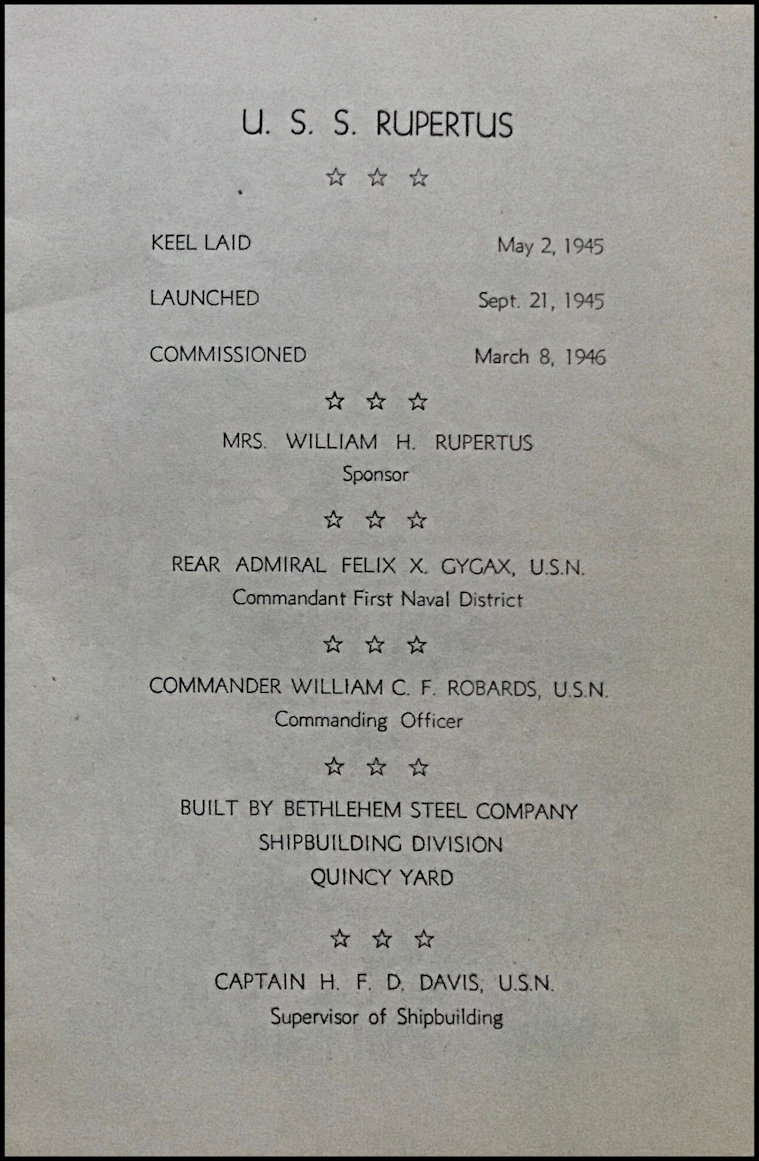 U. S. S. RUPERTUS
☆ ☆ ☆
KEEL LAID May 2, 1945
LAUNCHED Sept. 21, 1945
COMMISSIONED March 8, 1946
☆ ☆ ☆
MRS. WILLIAM H. RUPERTUS
Sponsor
☆ ☆ ☆
REAR ADMIRAL FELIX X. GYGAX, U.S.N.
Commandant First Naval District
☆ ☆ ☆
COMMANDER WILLIAM C. F. ROBARDS, U.S.N.
Commanding Officer
☆ ☆ ☆
BUILT BY BETHLEHEM STEEL COMPANY
SHIPBUILDING DIVISION
QUINCY YARD
☆ ☆ ☆
CAPTAIN H. F. D. DAVIS, U.S.N.
Supervisor of Shipbuilding